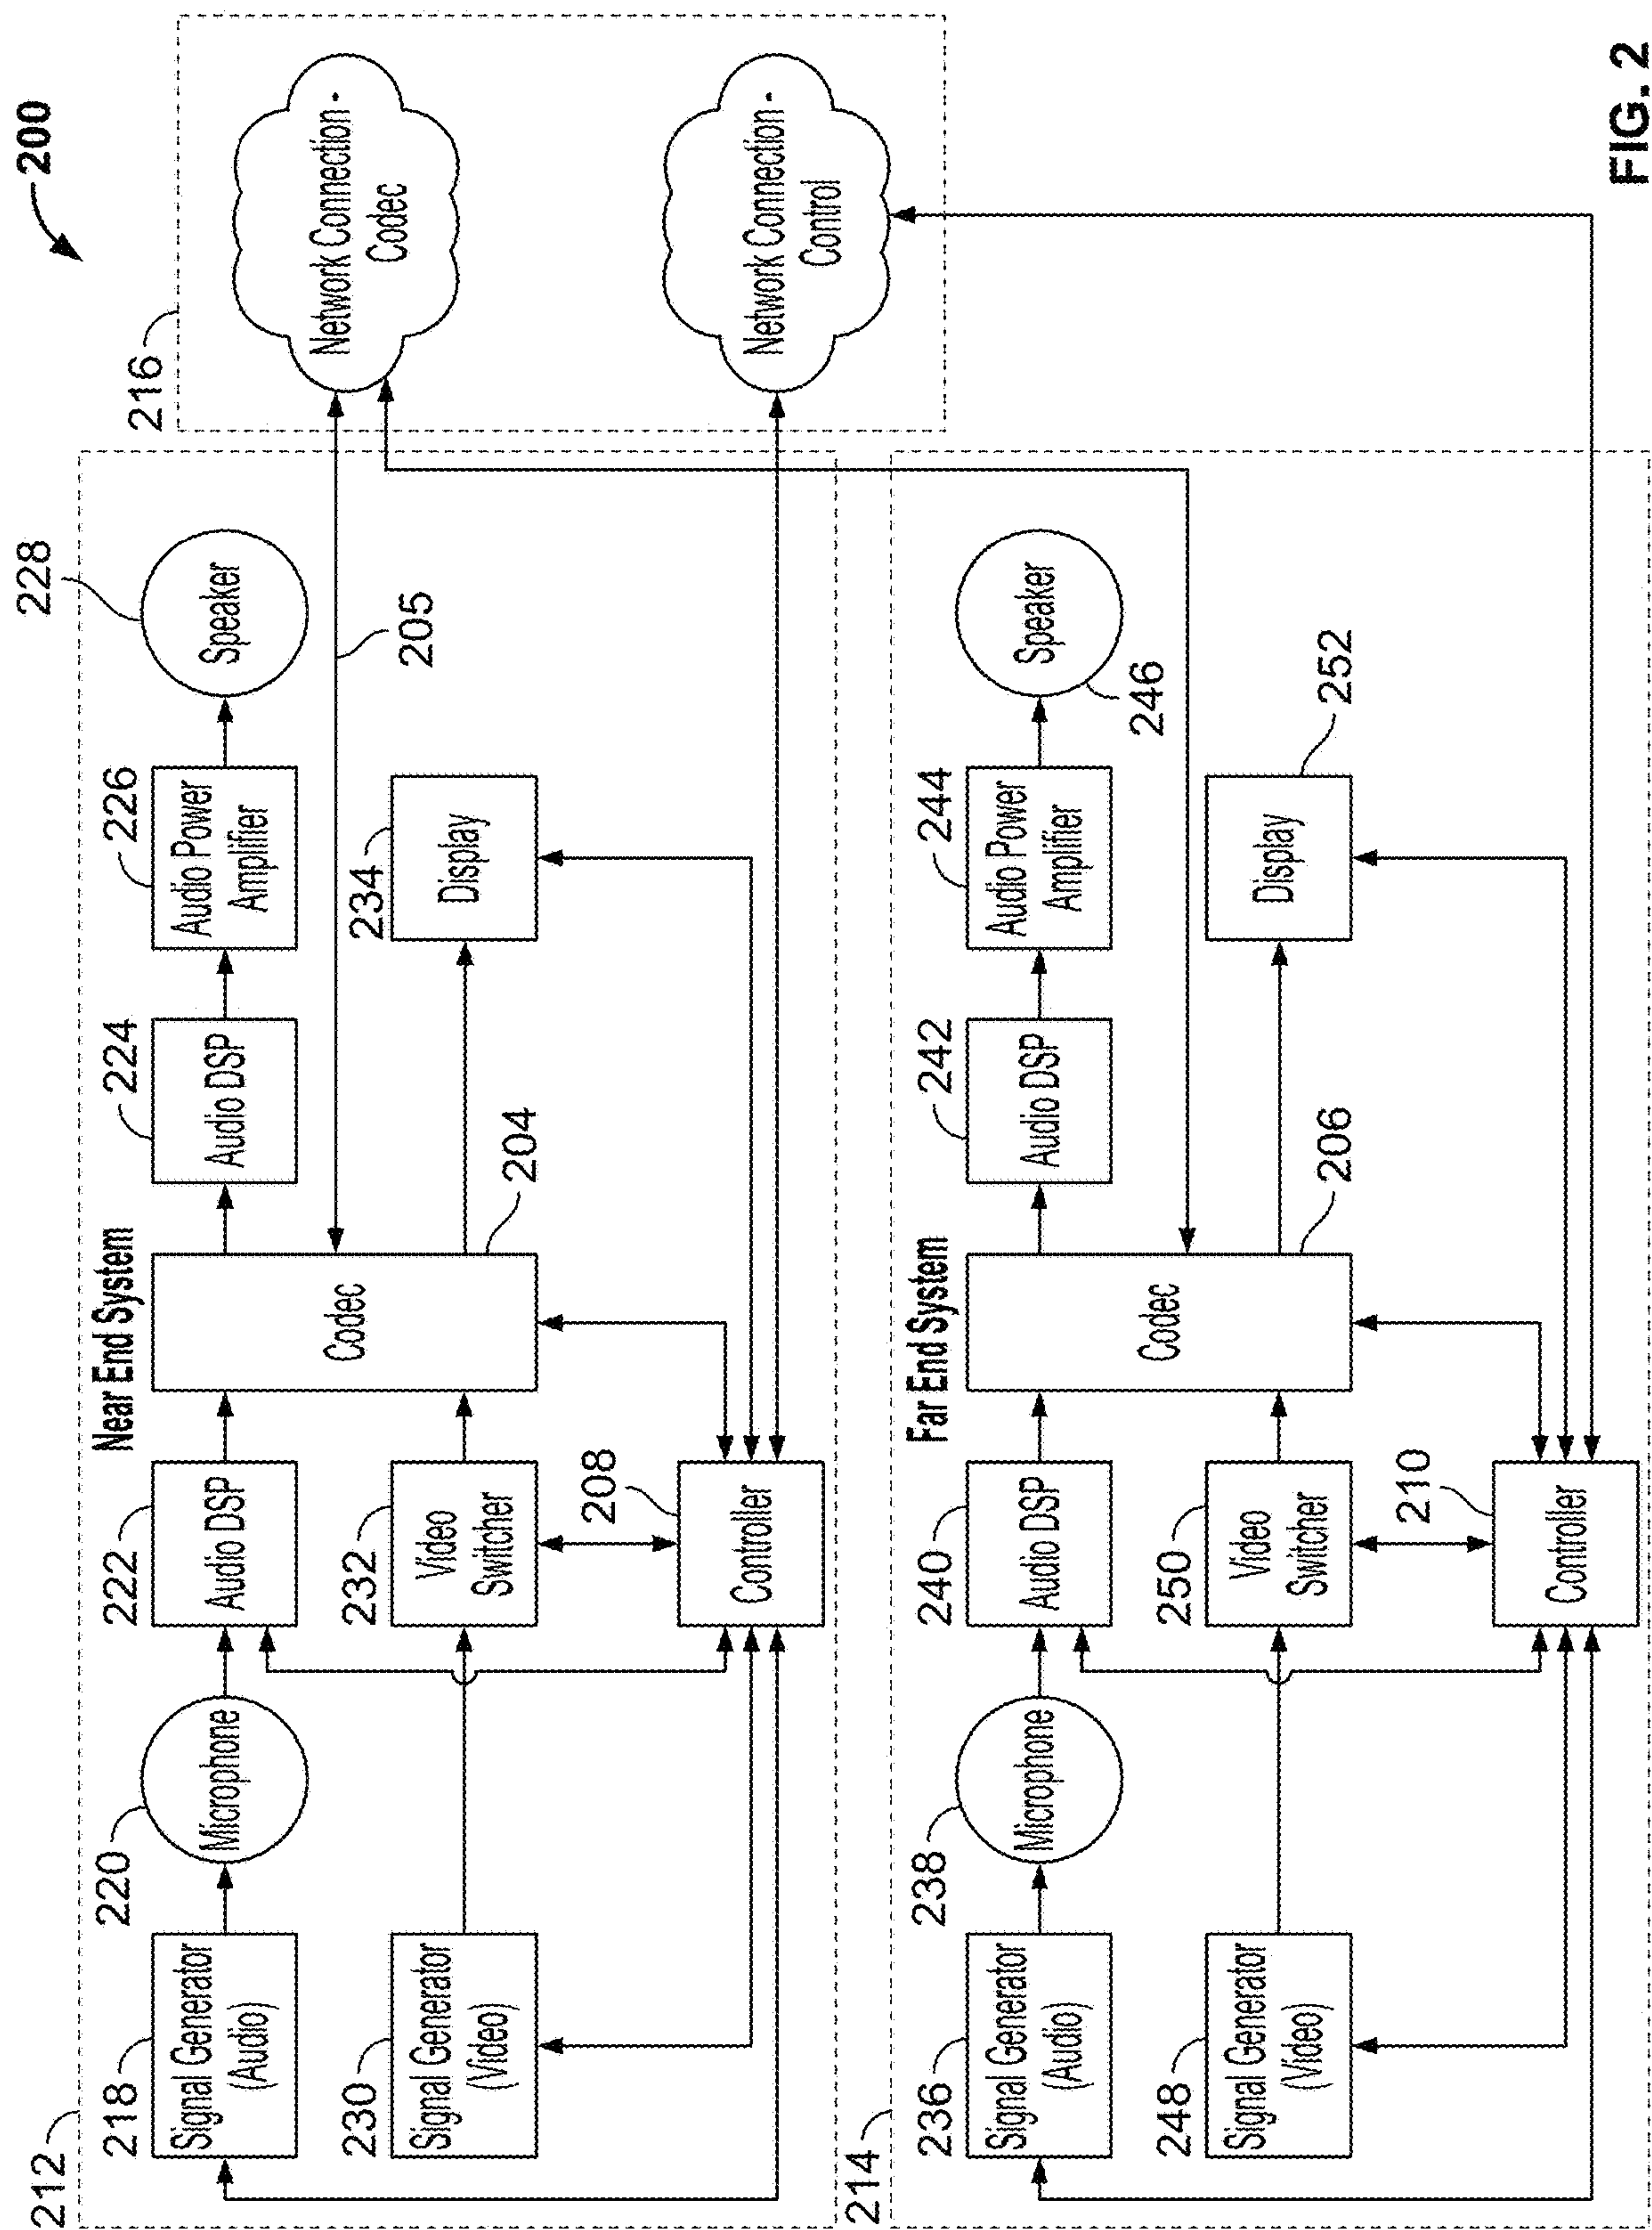 200
216
Network Connection -
Codec
Network Connection -
Control
212
Near End System
218
Signal Generator
(Audio)
220
Microphone
222
Audio DSP
224
Audio DSP
226
Audio Power
Amplifier
228
Speaker
205
204
Codec
230
Signal Generator
(Video)
232
Video
Switcher
234
Display
208
Controller
214
Far End System
236
Signal Generator
(Audio)
238
Microphone
240
Audio DSP
242
Audio DSP
244
Audio Power
Amplifier
Speaker
246
206
Codec
248
Signal Generator
(Video)
250
Video
Switcher
252
Display
210
Controller
FIG. 2